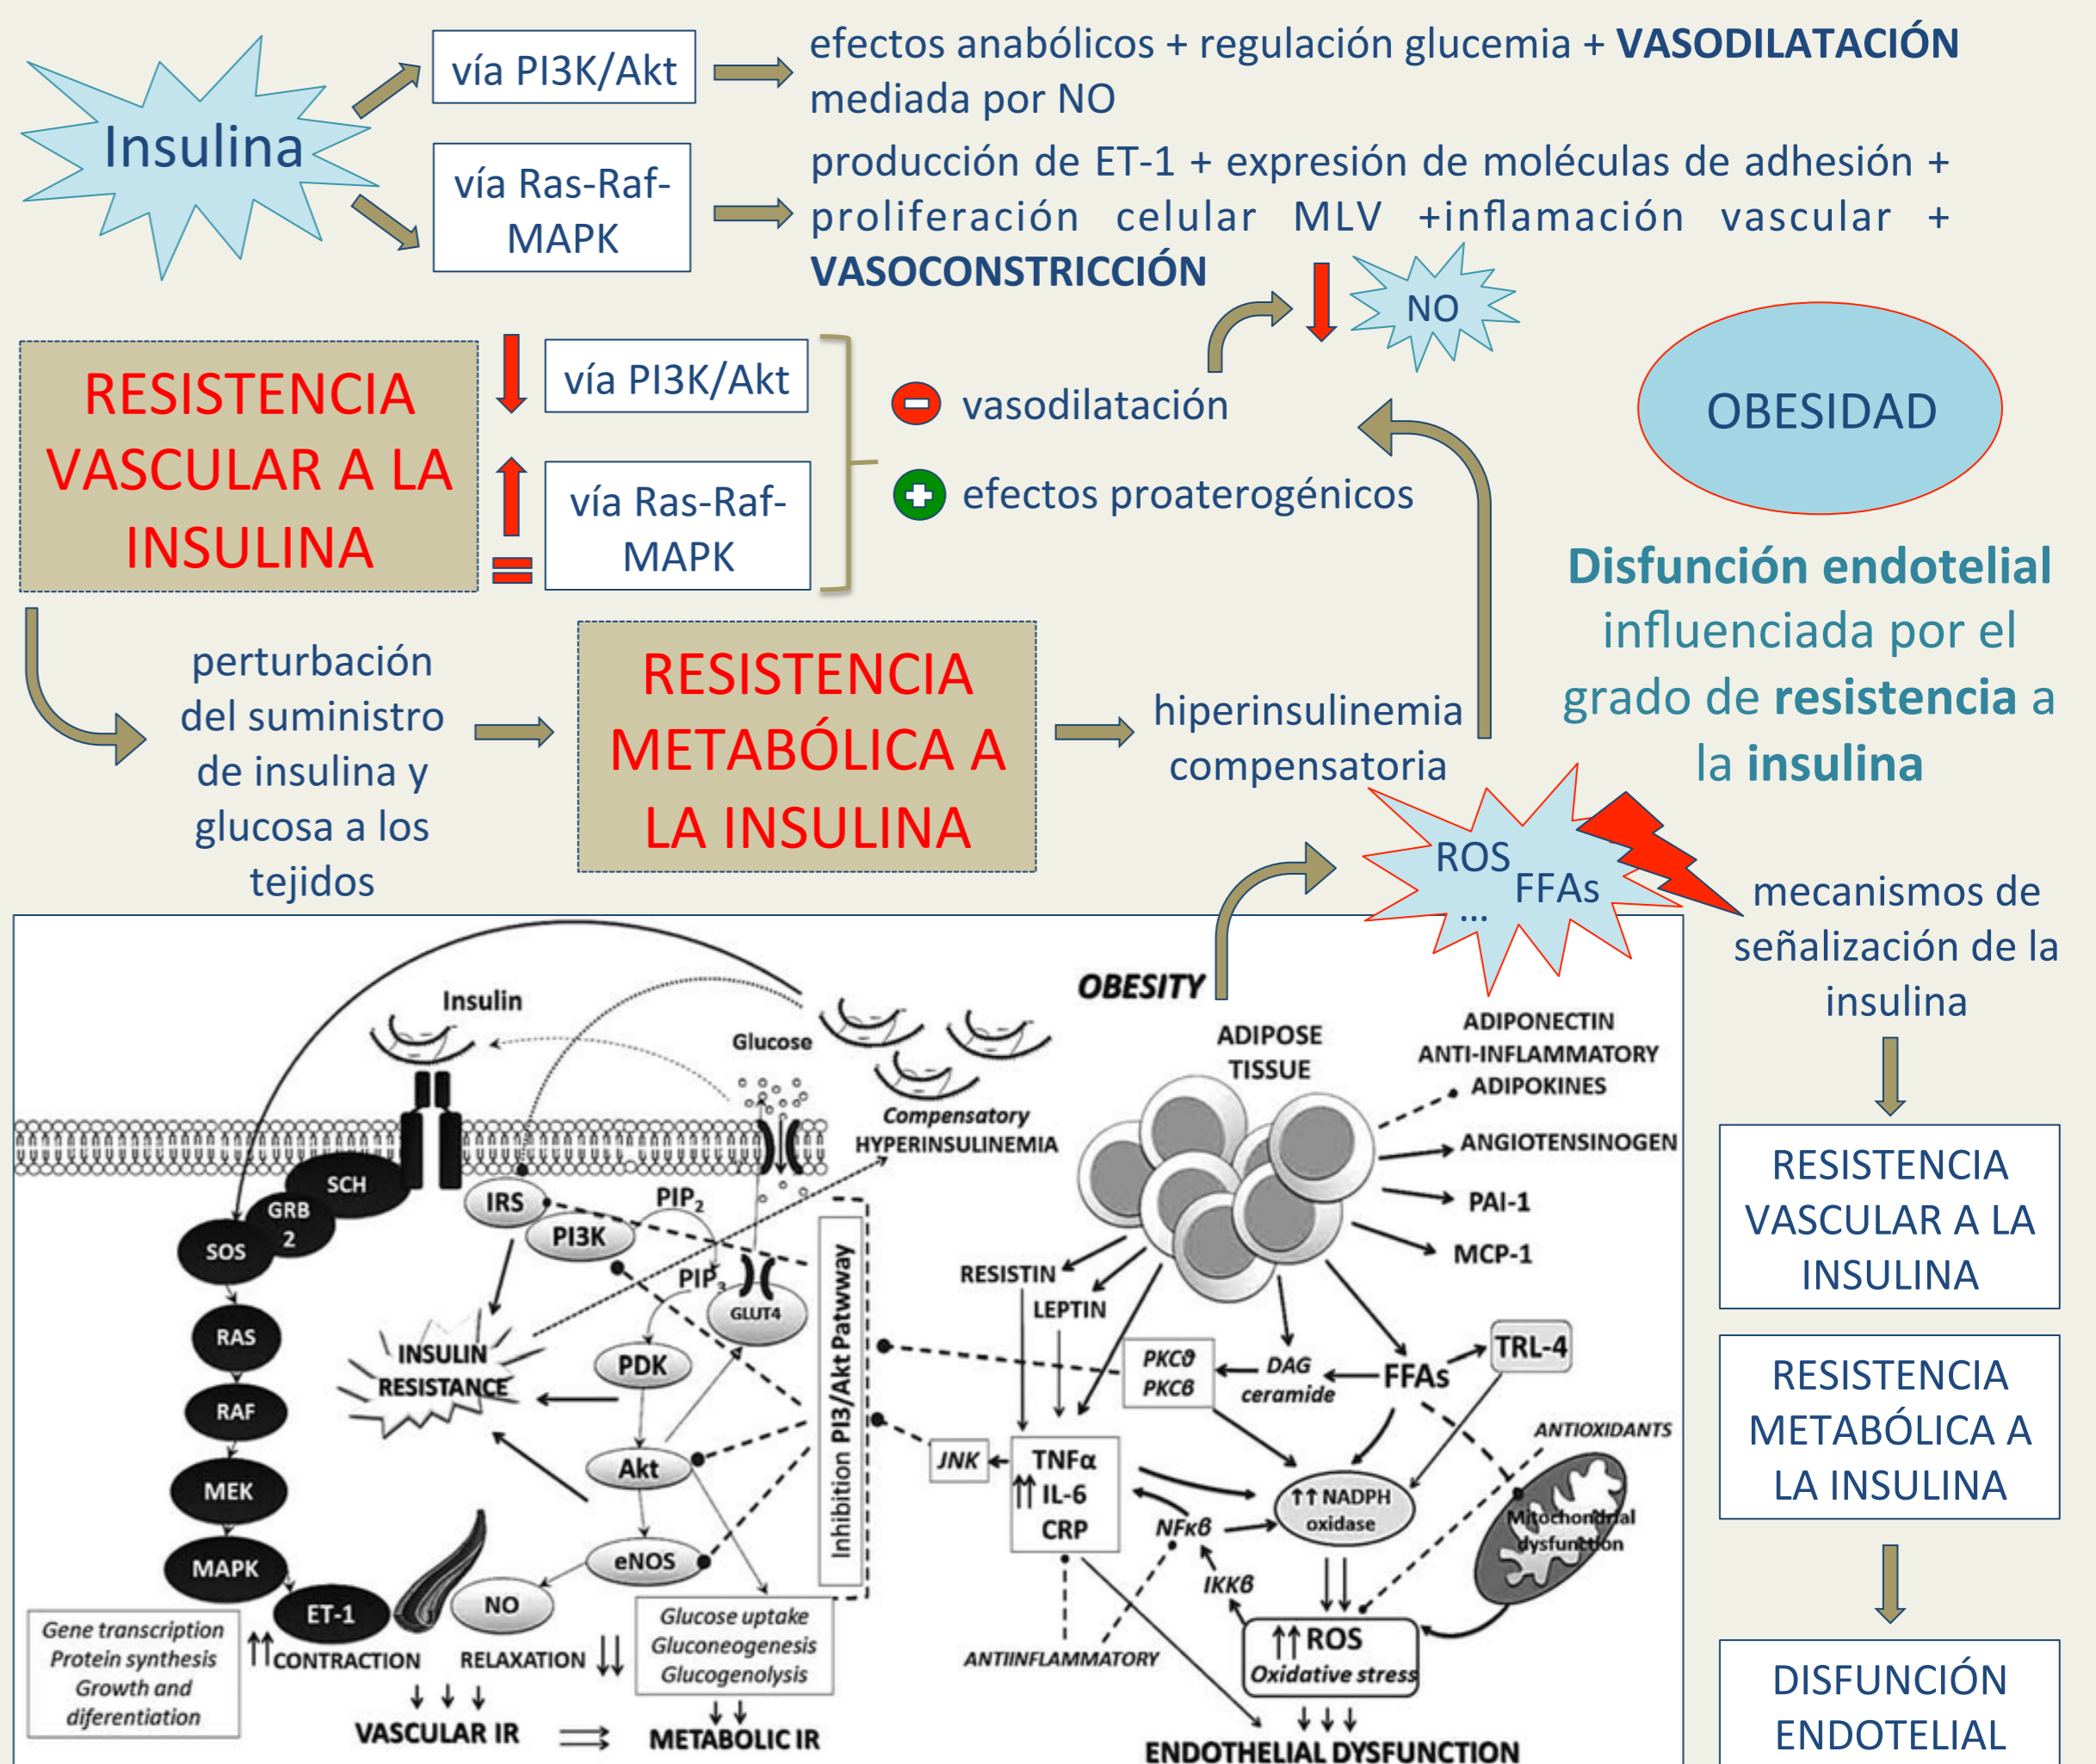 Insulina
vía PI3K/Akt
efectos anabólicos + regulación glucemia + VASODILATACIÓN
mediada por NO
vía Ras-Raf-
MAPK
producción de ET-1 + expresión de moléculas de adhesión +
proliferación celular MLV +inflamación vascular +
VASOCONSTRICCIÓN
NO
RESISTENCIA
VASCULAR A LA
INSULINA
vía PI3K/Akt
vía Ras-Raf-
MAPK
=
vasodilatación
efectos proaterogénicos
OBESIDAD
Disfunción endotelial
influenciada por el
grado de resistencia a
la insulina
perturbación
del suministro
de insulina y
glucosa a los
tejidos
RESISTENCIA
METABÓLICA A
LA INSULINA
hiperinsulinemia
compensatoria
ROS
FFAs
...
mecanismos de
señalización de la
insulina
RESISTENCIA
VASCULAR A LA
INSULINA
RESISTENCIA
METABÓLICA A
LA INSULINA
DISFUNCIÓN
ENDOTELIAL
Insulin
Glucose
Compensatory
HYPERINSULINEMIA
SCH
GRB
2
SOS
RAS
RAF
MEK
MAPK
ET-1
IRS
PI3K
PIP2
PIP3
GLUT4
PDK
INSULIN
RESISTANCE
Akt
eNOS
NO
Inhibition PI3/Akt Patwway
Gene transcription
Protein synthesis
Growth and
diferentiation
CONTRACTION
RELAXATION
Glucose uptake
Gluconeogenesis
Glucogenolysis
VASCULAR IR
METABOLIC IR
OBESITY
ADIPOSE
TISSUE
ADIPONECTIN
ANTI-INFLAMMATORY
ADIPOKINES
ANGIOTENSINOGEN
PAI-1
MCP-1
RESISTIN
LEPTIN
PKCθ
PKCβ
DAG
ceramide
FFAs
TRL-4
ANTIOXIDANTS
JNK
TNFα
↑↑ IL-6
CRP
NFκβ
↑↑ NADPH
oxidase
Mitochondrial
dysfunction
IKKβ
ANTIINFLAMMATORY
↑↑ ROS
Oxidative stress
ENDOTHELIAL DYSFUNCTION